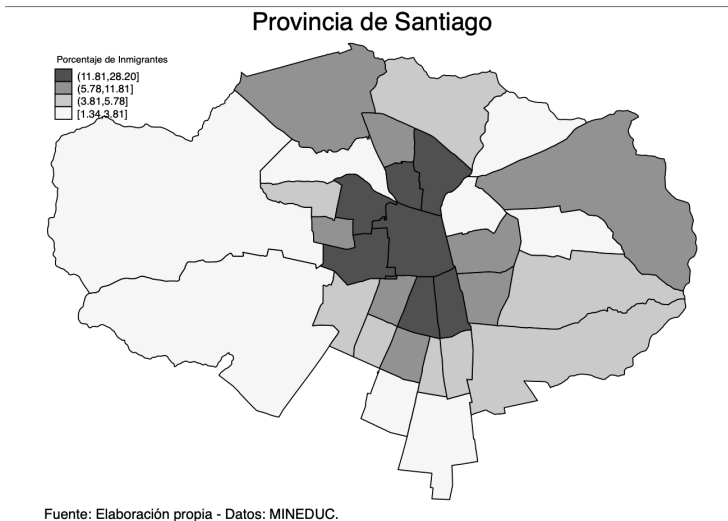 Provincia de Santiago
Porcentaje de Inmigrantes
(11.81,28.20]
(5.78,11.81]
(3.81,5.78]
[1.34,3.81]
Fuente: Elaboración propia - Datos: MINEDUC.